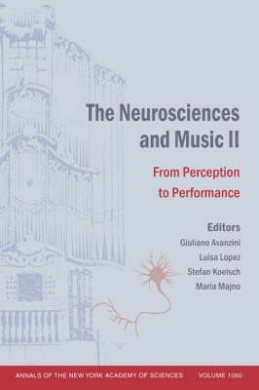 The Neurosciences
and Music II
From Perception
to Performance
Editors
Giuliano Avanzini
Luisa Lopez
Stefan Koelsch
Maria Majno
ANNALS OF THE NEW YORK ACADEMY OF SCIENCES VOLUME 1060